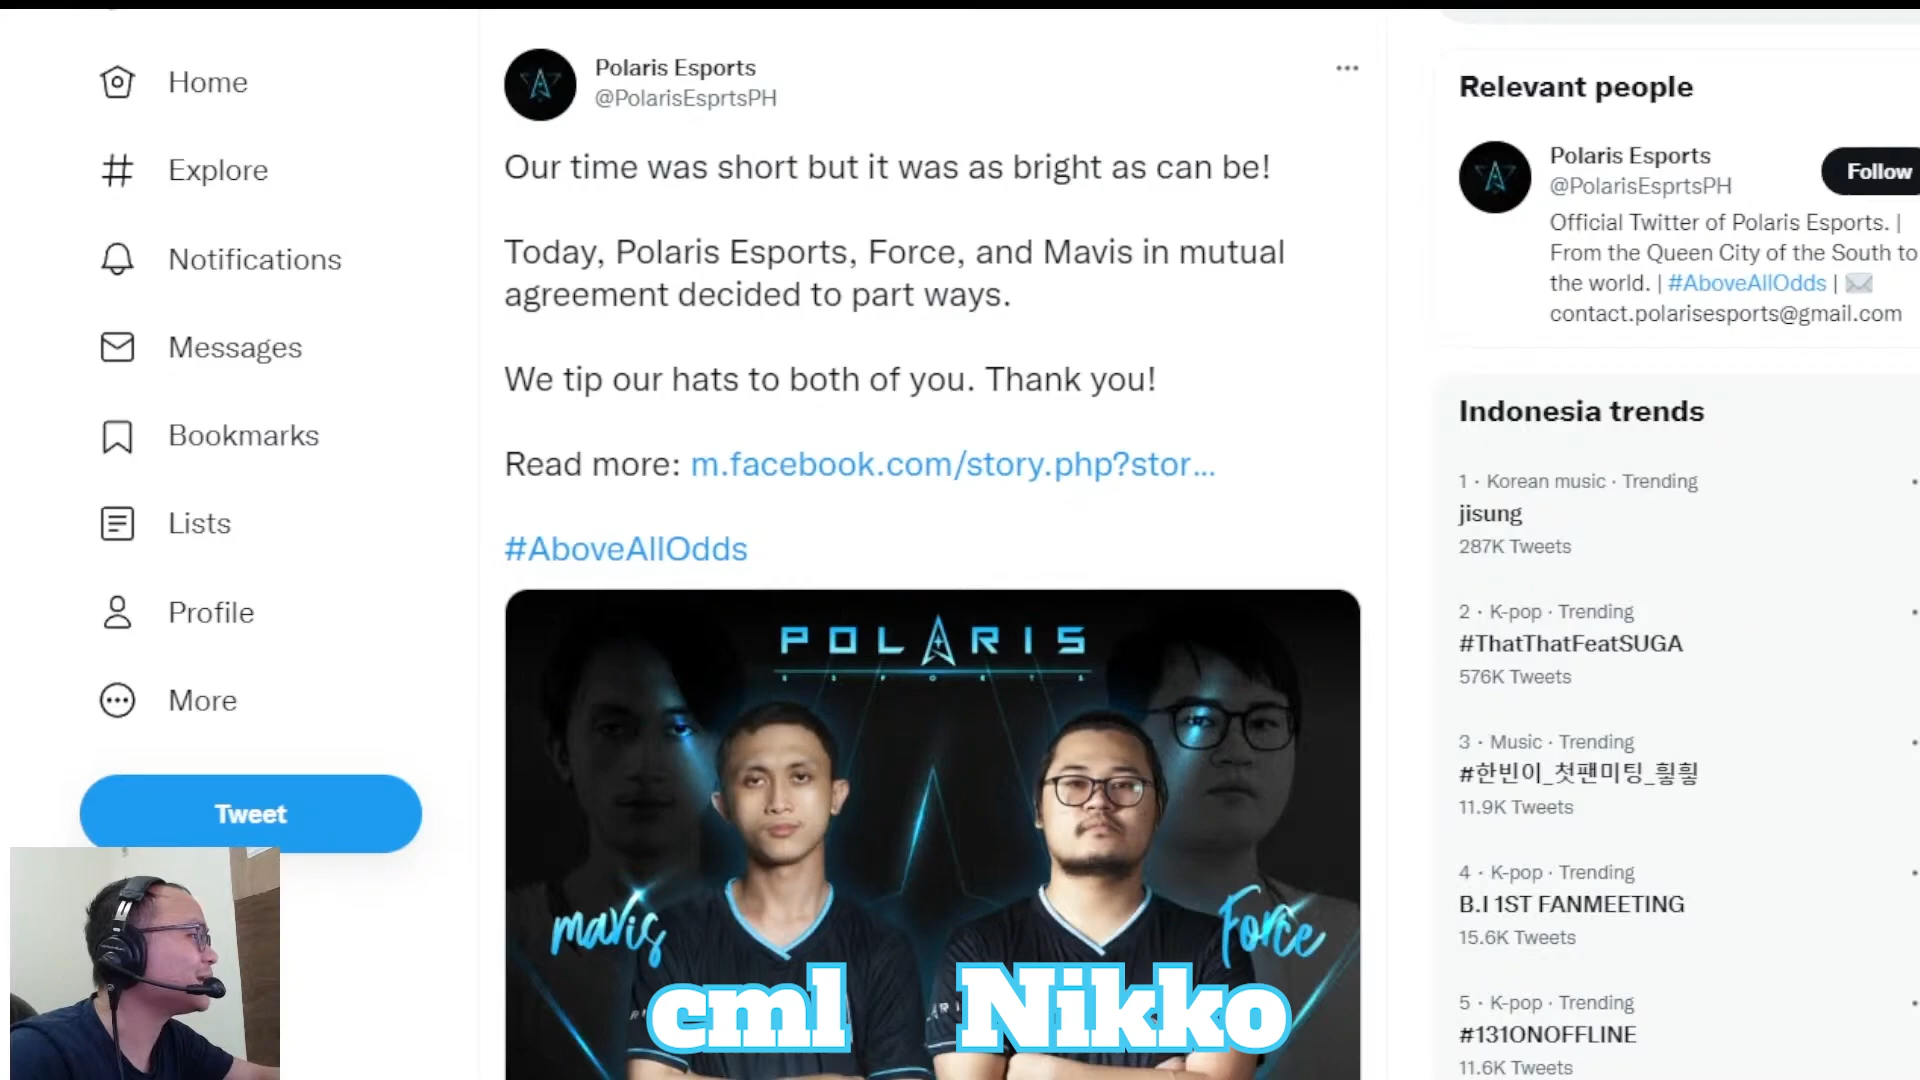 Home
Explore
Notifications
Messages
Bookmarks
Lists
Profile
More
Tweet
Polaris Esports
@PolarisEsprtsPH
Our time was short but it was as bright as can be!
Today, Polaris Esports, Force, and Mavis in mutual
agreement decided to part ways.
We tip our hats to both of you. Thank you!
Read more: m.facebook.com/story.php?stor...
#AboveAllOdds
POLARIS
ESPORTS
mavis
Force
cml Nikko
Relevant people
Polaris Esports
@PolarisEsprtsPH
Follow
Official Twitter of Polaris Esports. |
From the Queen City of the South to
the world. | #AboveAllOdds |
contact.polarisesports@gmail.com
Indonesia trends
1 · Korean music · Trending
jisung
287K Tweets
2 · K-pop · Trending
#ThatThatFeatSUGA
576K Tweets
3 · Music · Trending
#한빈이_첫팬미팅_휠휠
11.9K Tweets
4 · K-pop · Trending
B.I 1ST FANMEETING
15.6K Tweets
5 · K-pop · Trending
#131ONOFFLINE
11.6K Tweets